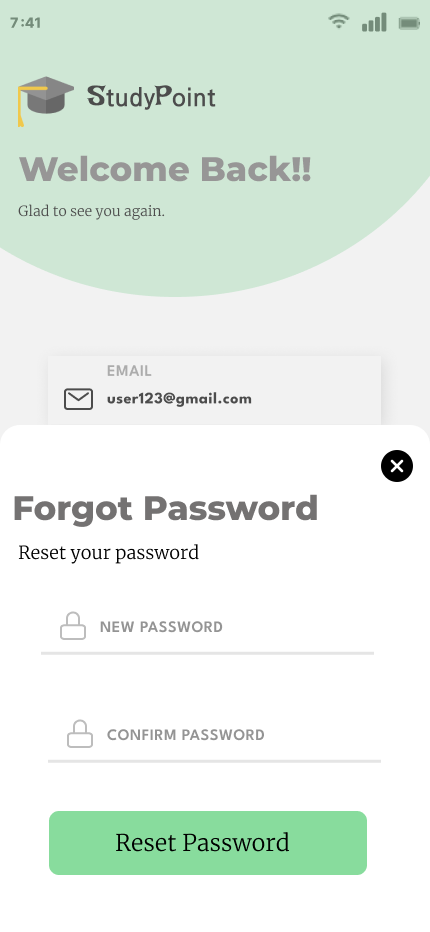 7:41
StudyPoint
Welcome Back!!
Glad to see you again.
EMAIL
user123@gmail.com
Forgot Password
Reset your password
NEW PASSWORD
CONFIRM PASSWORD
Reset Password